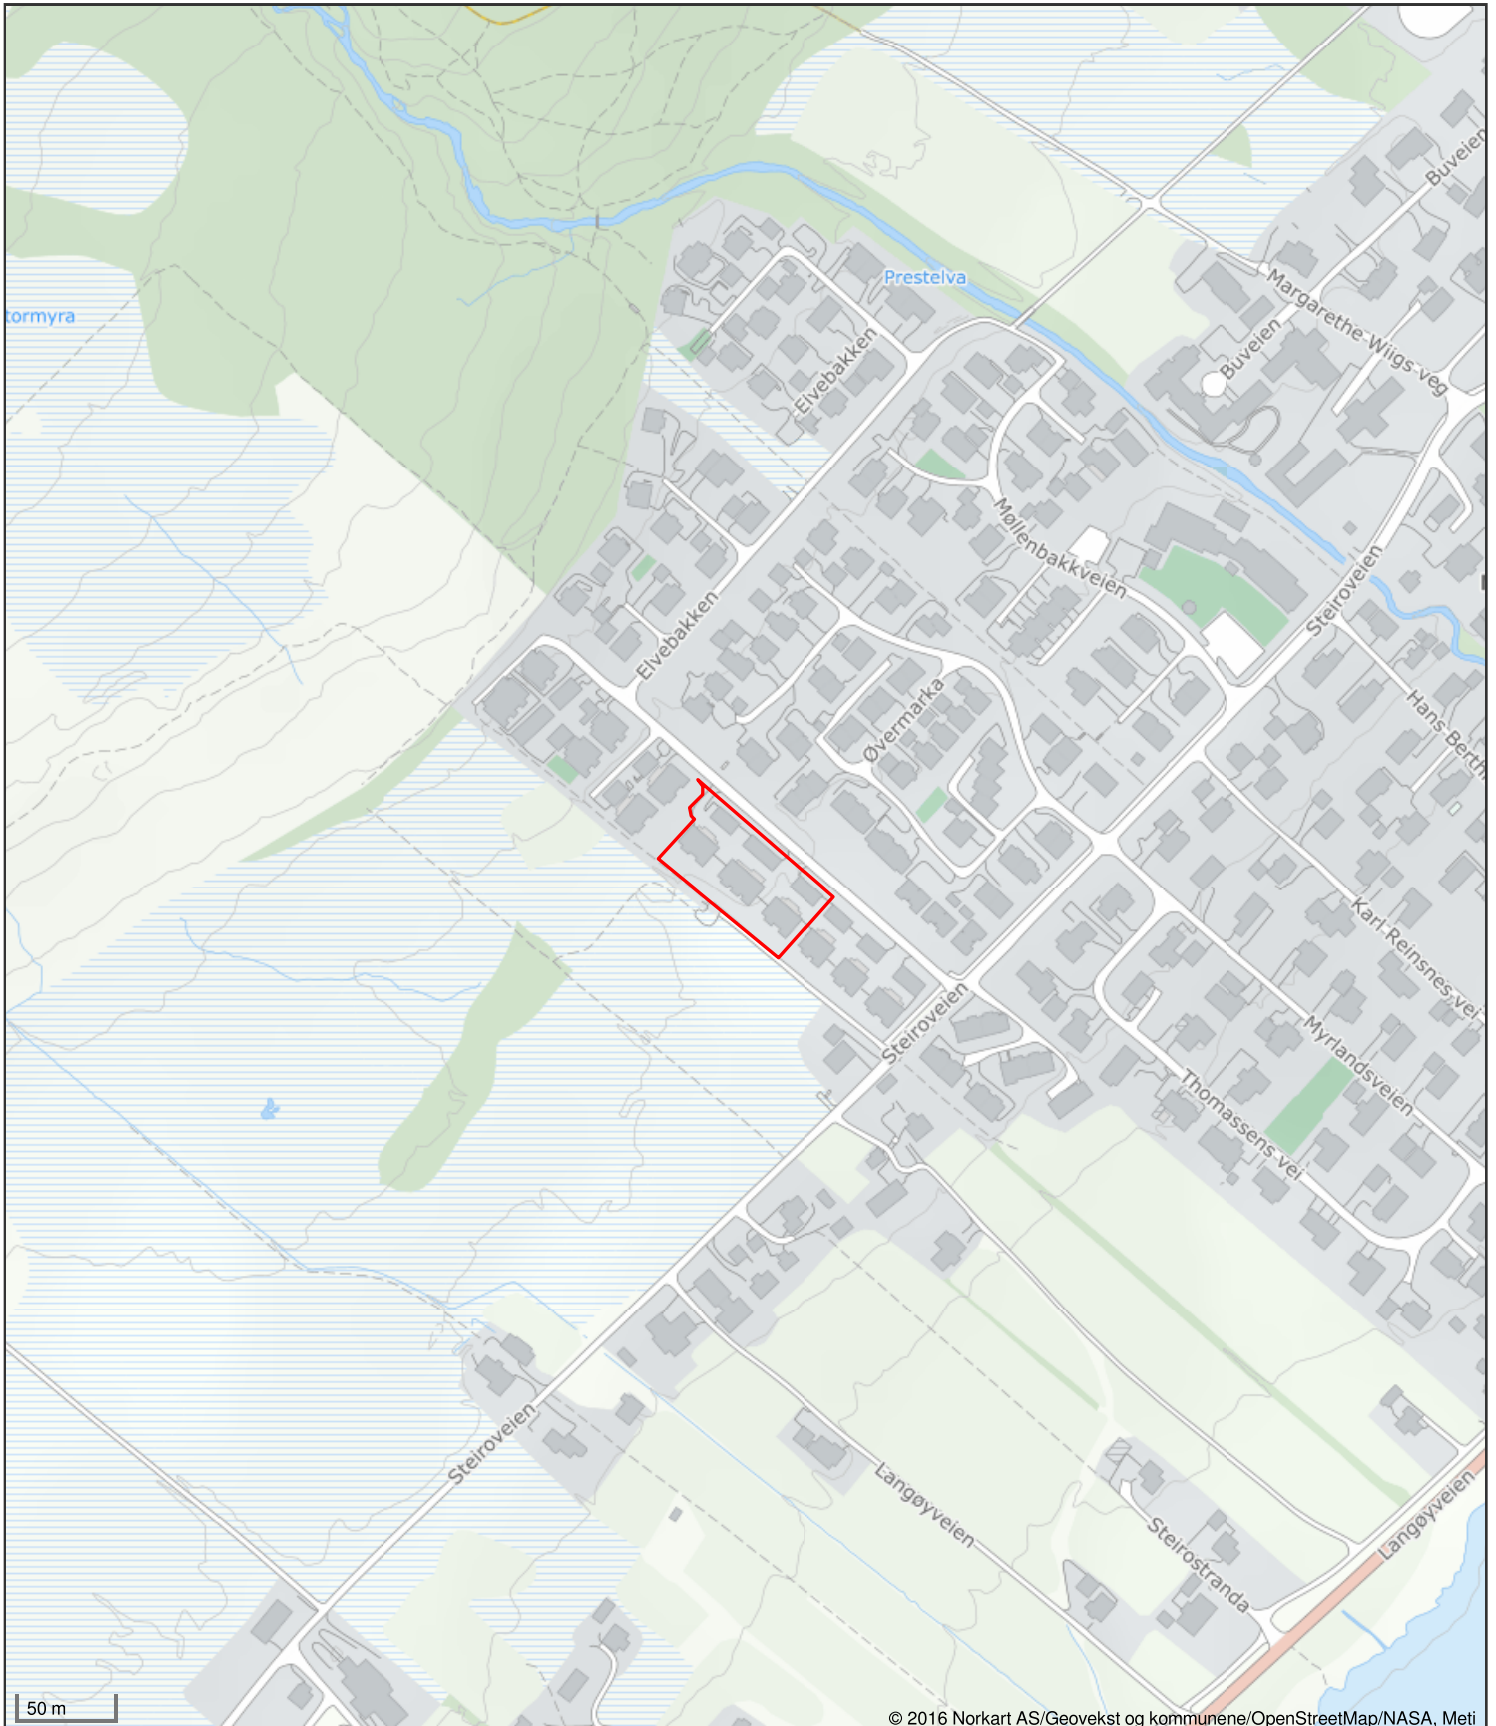 Buveien
Prestelva
Margarethe-Wiigs-veg
tormyra
Buveien
Elvebakken
Møllenbakkveien
Steiroveien
Elvebakken
Øvermarka
Hans Berth
Karl Reinsnes vei
Steiroveien
Myrlandsveien
Thomassens vei
Steiroveien
Langøyveien
Langøyveien
Steirostranda
50 m
© 2016 Norkart AS/Geovekst og kommunene/OpenStreetMap/NASA, Meti